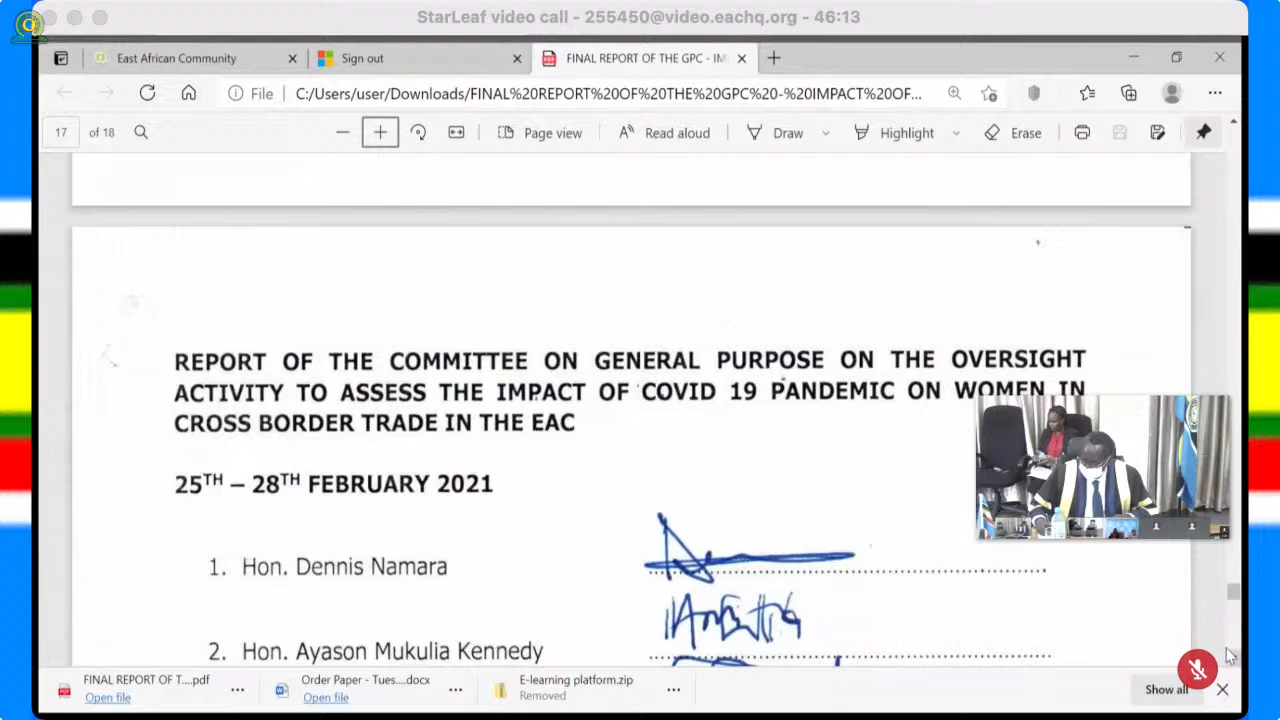 StarLeaf video call - 255450@video.eachq.org - 46:13
East African Community
Sign out
FINAL REPORT OF THE GPC - IM
File
C:/Users/user/Downloads/FINAL%20REPORT%20OF%20THE%20GPC%20-%20IMPACT%20OF...
17 of 18
Page view
Read aloud
Draw
Highlight
Erase
REPORT OF THE COMMITTEE ON GENERAL PURPOSE ON THE OVERSIGHT
ACTIVITY TO ASSESS THE IMPACT OF COVID 19 PANDEMIC ON WOMEN IN
CROSS BORDER TRADE IN THE EAC
25TH – 28TH FEBRUARY 2021
1. Hon. Dennis Namara
2. Hon. Ayason Mukulia Kennedy
FINAL REPORT OF T....pdf
Open file
Order Paper - Tues....docx
Open file
E-learning platform.zip
Removed
Show all